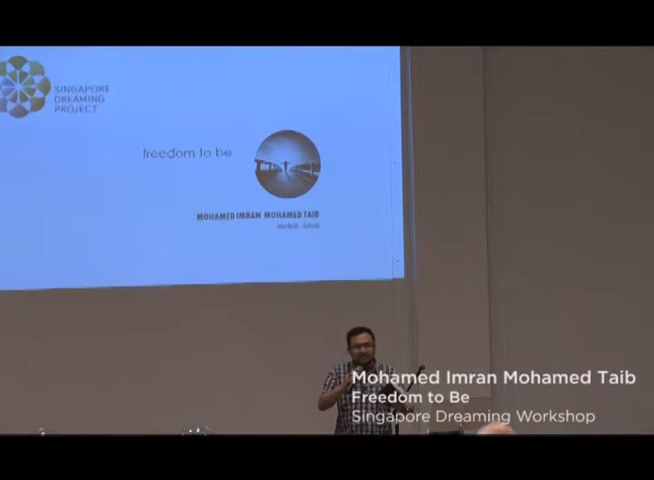 SINGAPORE
DREAMING
PROJECT
freedom to be
MOHAMED IMRAN MOHAMED TAIB
Mohamed Imran Mohamed Taib
Freedom to Be
Singapore Dreaming Workshop